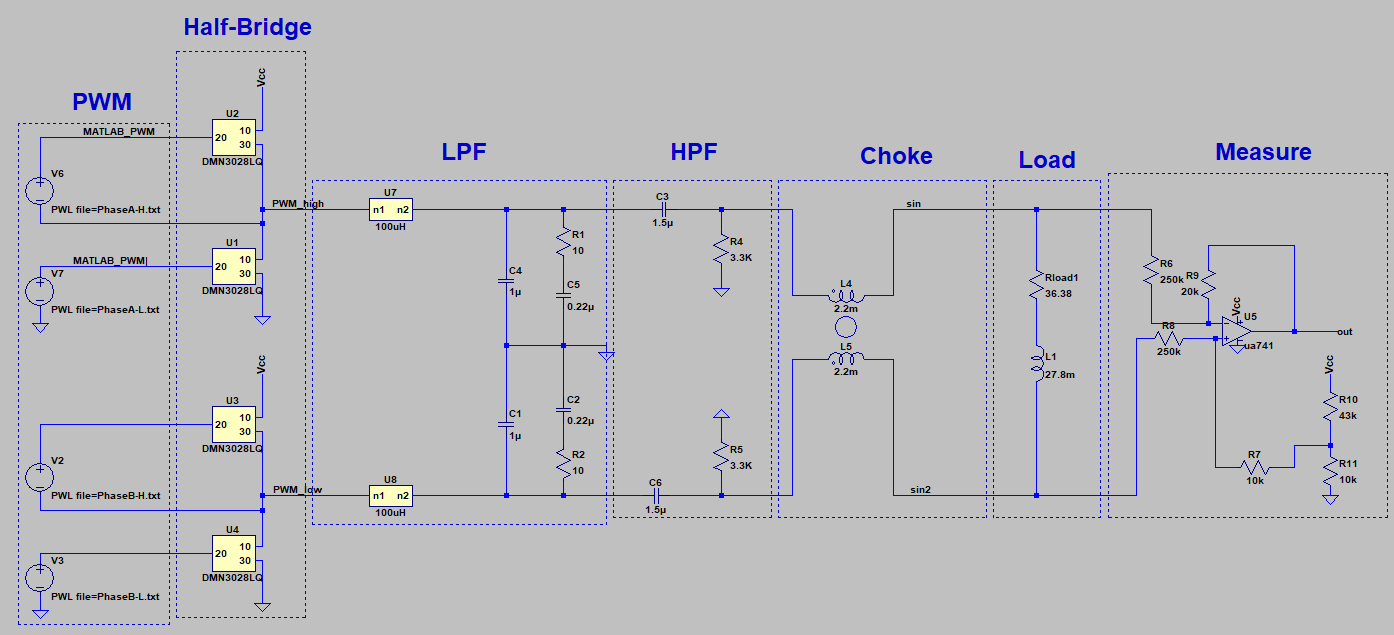 Half-Bridge
PWM
LPF
HPF
Choke
Load
Measure
Vcc
U2
MATLAB_PWM
20
10
30
DMN3028LQ
V6
PWL file=PhaseA-H.txt
PWM_high
U1
MATLAB_PWM|
20
10
30
DMN3028LQ
V7
PWL file=PhaseA-L.txt
Vcc
U3
20
10
30
DMN3028LQ
V2
PWL file=PhaseB-H.txt
PWM_low
U4
20
10
30
DMN3028LQ
V3
PWL file=PhaseB-L.txt
U7
n1 n2
100uH
R1
10
C4
1µ
C5
0.22µ
C1
1µ
C2
0.22µ
R2
10
U8
n1 n2
100uH
C3
1.5µ
R4
3.3K
R5
3.3K
C6
1.5µ
L4
2.2m
L5
2.2m
sin
sin2
Rload1
36.38
L1
27.8m
R6
250k
R9
20k
Vcc
U5
ua741
R8
250k
out
Vcc
R10
43k
R7
10k
R11
10k